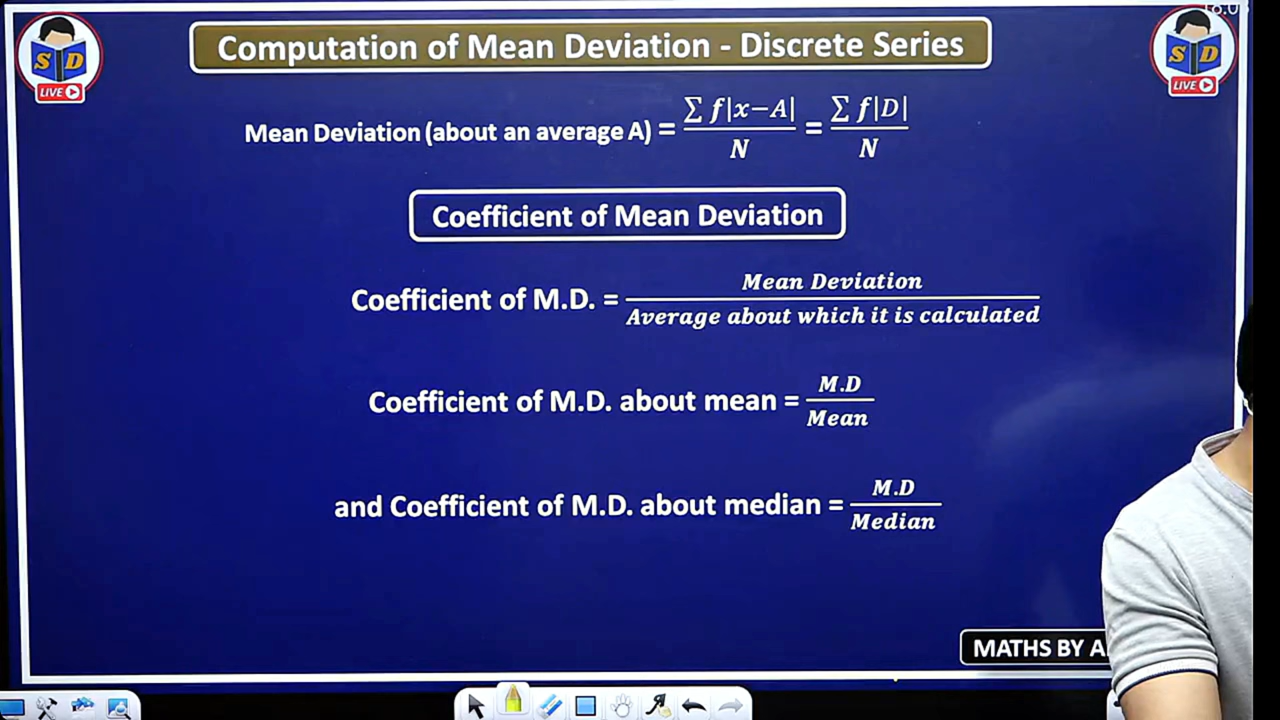 Computation of Mean Deviation - Discrete Series
S D
LIVE
S D
LIVE
Mean Deviation (about an average A) = ∑ f|x−A| / N = ∑ f|D| / N
Coefficient of Mean Deviation
Coefficient of M.D. = Mean Deviation / Average about which it is calculated
Coefficient of M.D. about mean = M.D / Mean
and Coefficient of M.D. about median = M.D / Median
MATHS BY